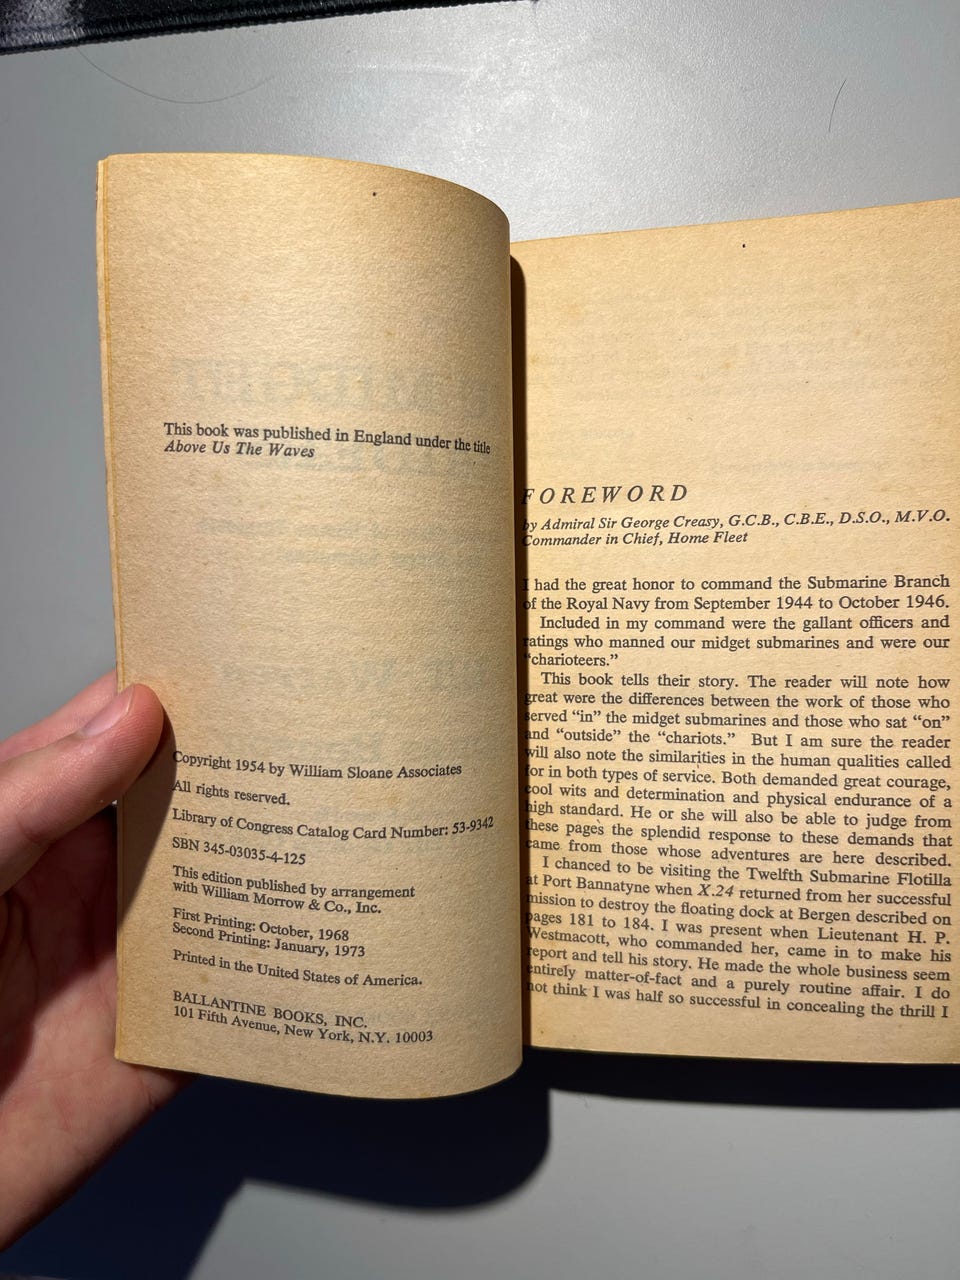 This book was published in England under the title
Above Us The Waves
Copyright 1954 by William Sloane Associates
All rights reserved.
Library of Congress Catalog Card Number: 53-9342
SBN 345-03035-4-125
This edition published by arrangement
with William Morrow & Co., Inc.
First Printing: October, 1968
Second Printing: January, 1973
Printed in the United States of America.
BALLANTINE BOOKS, INC.
101 Fifth Avenue, New York, N.Y. 10003
FOREWORD
by Admiral Sir George Creasy, G.C.B., C.B.E., D.S.O., M.V.O.
Commander in Chief, Home Fleet
I had the great honor to command the Submarine Branch
of the Royal Navy from September 1944 to October 1946.
Included in my command were the gallant officers and
ratings who manned our midget submarines and were our
“charioteers.”
This book tells their story. The reader will note how
great were the differences between the work of those who
served “in” the midget submarines and those who sat “on”
and “outside” the “chariots.” But I am sure the reader
will also note the similarities in the human qualities called
for in both types of service. Both demanded great courage,
cool wits and determination and physical endurance of a
high standard. He or she will also be able to judge from
these pages the splendid response to these demands that
came from those whose adventures are here described.
I chanced to be visiting the Twelfth Submarine Flotilla
at Port Bannatyne when X.24 returned from her successful
mission to destroy the floating dock at Bergen described on
pages 181 to 184. I was present when Lieutenant H. P.
Westmacott, who commanded her, came in to make his
report and tell his story. He made the whole business seem
entirely matter-of-fact and a purely routine affair. I do
not think I was half so successful in concealing the thrill I